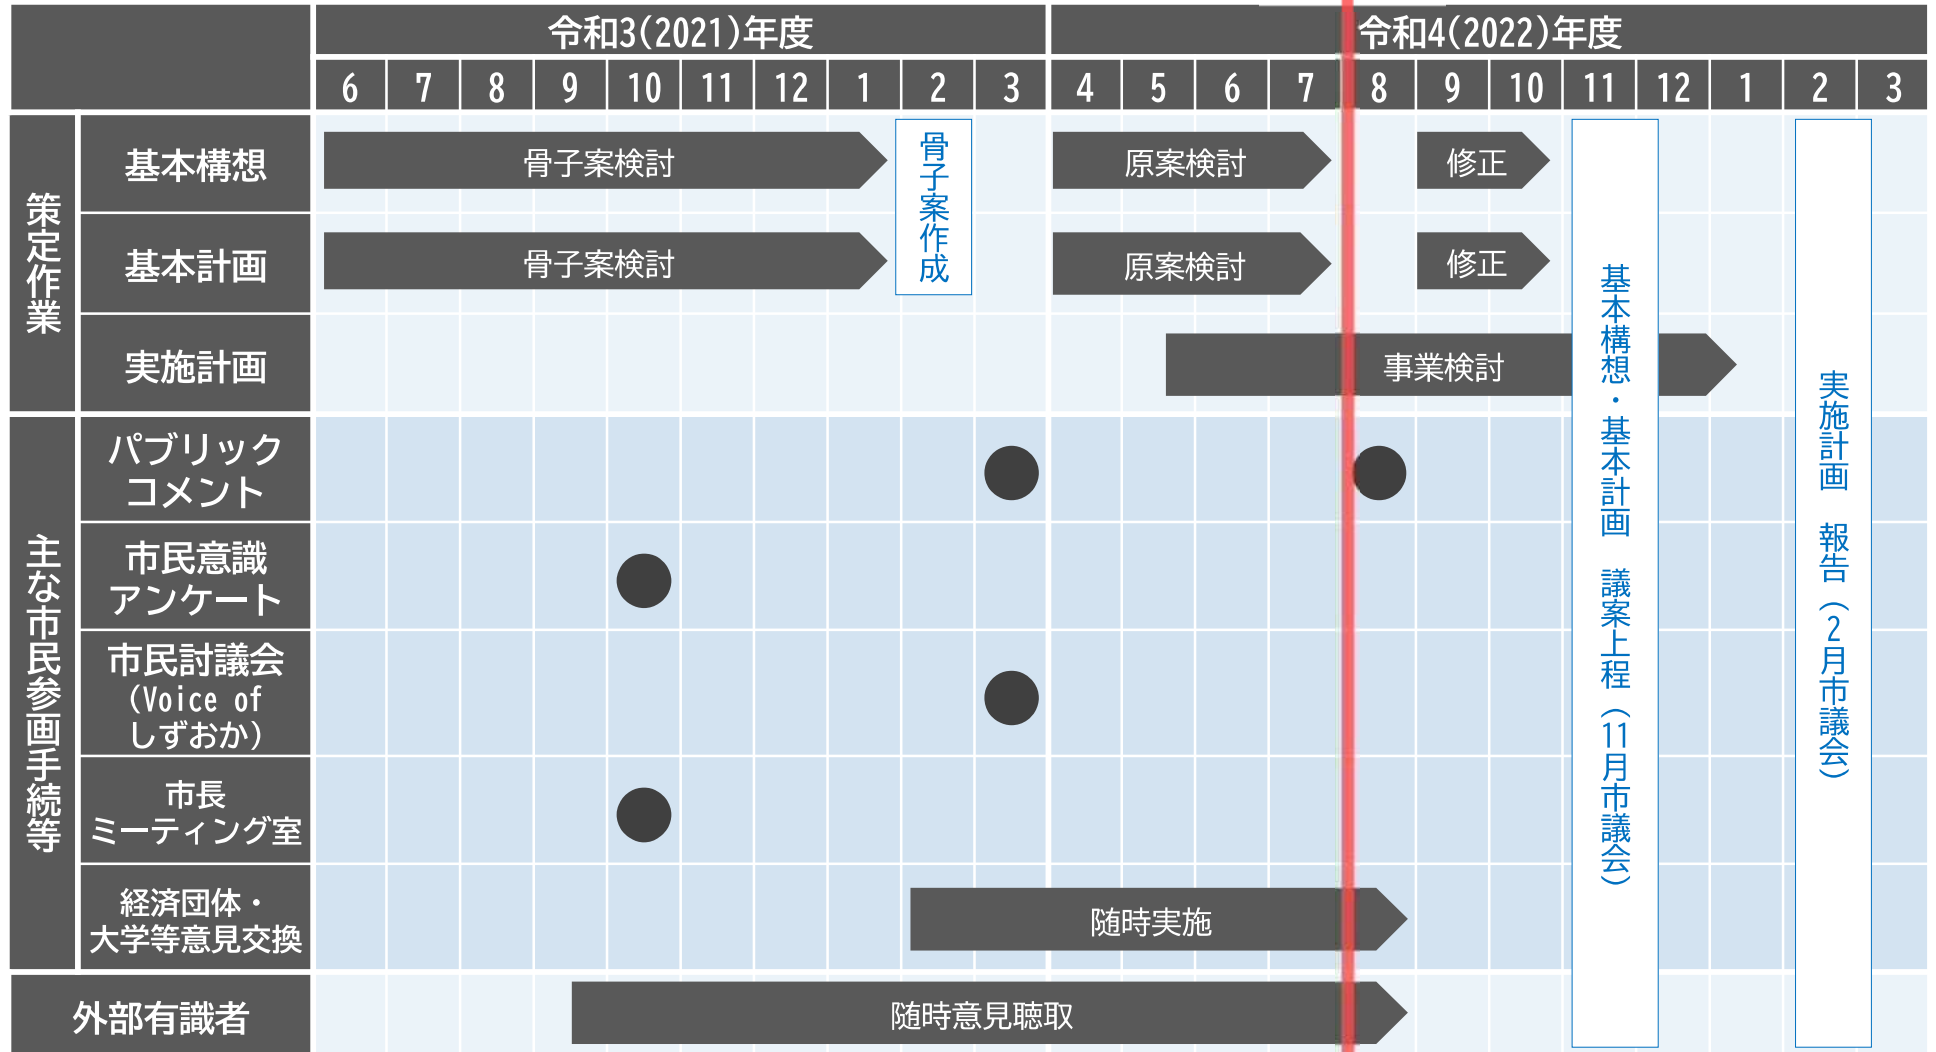 令和3(2021)年度
令和4(2022)年度
6 7 8 9 10 11 12 1 2 3 4 5 6 7 8 9 10 11 12 1 2 3
策定作業
基本構想
骨子案検討
骨子案作成
原案検討
修正
基本計画
骨子案検討
原案検討
修正
実施計画
事業検討
基本構想・基本計画 議案上程（11月市議会）
実施計画 報告（2月市議会）
主な市民参画手続等
パブリック
コメント
市民意識
アンケート
市民討議会
（Voice of
しずおか）
市長
ミーティング室
経済団体・
大学等意見交換
随時実施
外部有識者
随時意見聴取